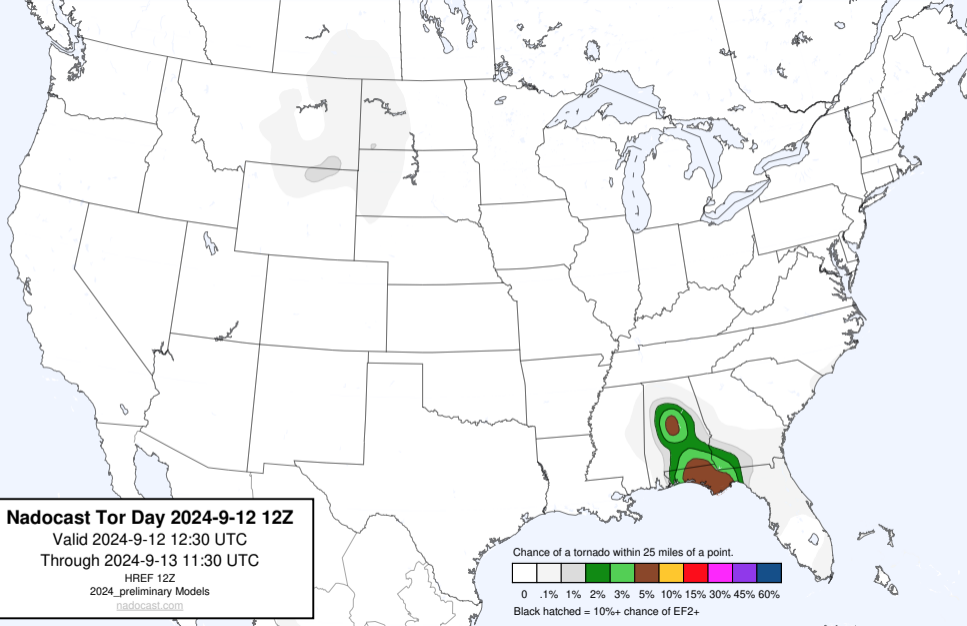 Nadocast Tor Day 2024-9-12 12Z
Valid 2024-9-12 12:30 UTC
Through 2024-9-13 11:30 UTC
HREF 12Z
2024_preliminary Models
nadocast.com
Chance of a tornado within 25 miles of a point.
0 .1% 1% 2% 3% 5% 10% 15% 30% 45% 60%
Black hatched = 10%+ chance of EF2+